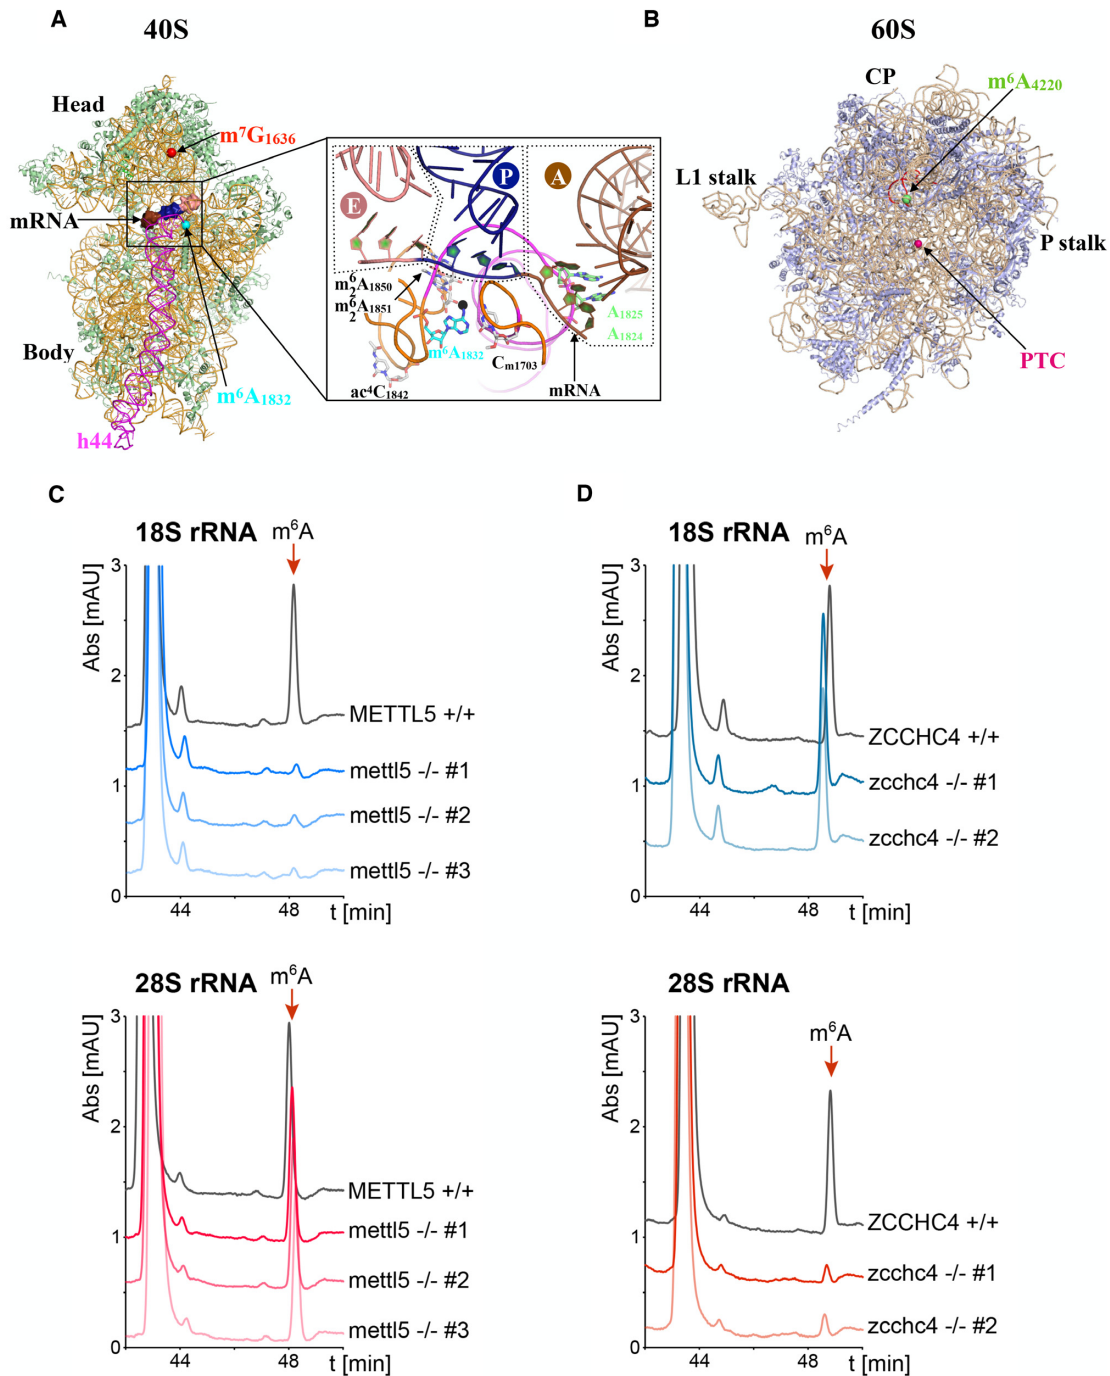 A
40S
Head
m⁷G₁₆₃₆
mRNA
Body
m⁶A₁₈₃₂
h44
E
P
A
m⁶₂A₁₈₅₀
m⁶₂A₁₈₅₁
m⁶A₁₈₃₂
Cm1703
A₁₈₂₅
A₁₈₂₄
ac⁴C₁₈₄₂
mRNA
B
60S
CP
m⁶A₄₂₂₀
L1 stalk
P stalk
PTC
C
18S rRNA
m⁶A
Abs [mAU]
3
2
1
0
METTL5 +/+
mettl5 -/- #1
mettl5 -/- #2
mettl5 -/- #3
44
48
t [min]
28S rRNA
m⁶A
Abs [mAU]
3
2
1
0
METTL5 +/+
mettl5 -/- #1
mettl5 -/- #2
mettl5 -/- #3
44
48
t [min]
D
18S rRNA
m⁶A
Abs [mAU]
3
2
1
0
ZCCHC4 +/+
zcchc4 -/- #1
zcchc4 -/- #2
44
48
t [min]
28S rRNA
m⁶A
Abs [mAU]
3
2
1
0
ZCCHC4 +/+
zcchc4 -/- #1
zcchc4 -/- #2
44
48
t [min]